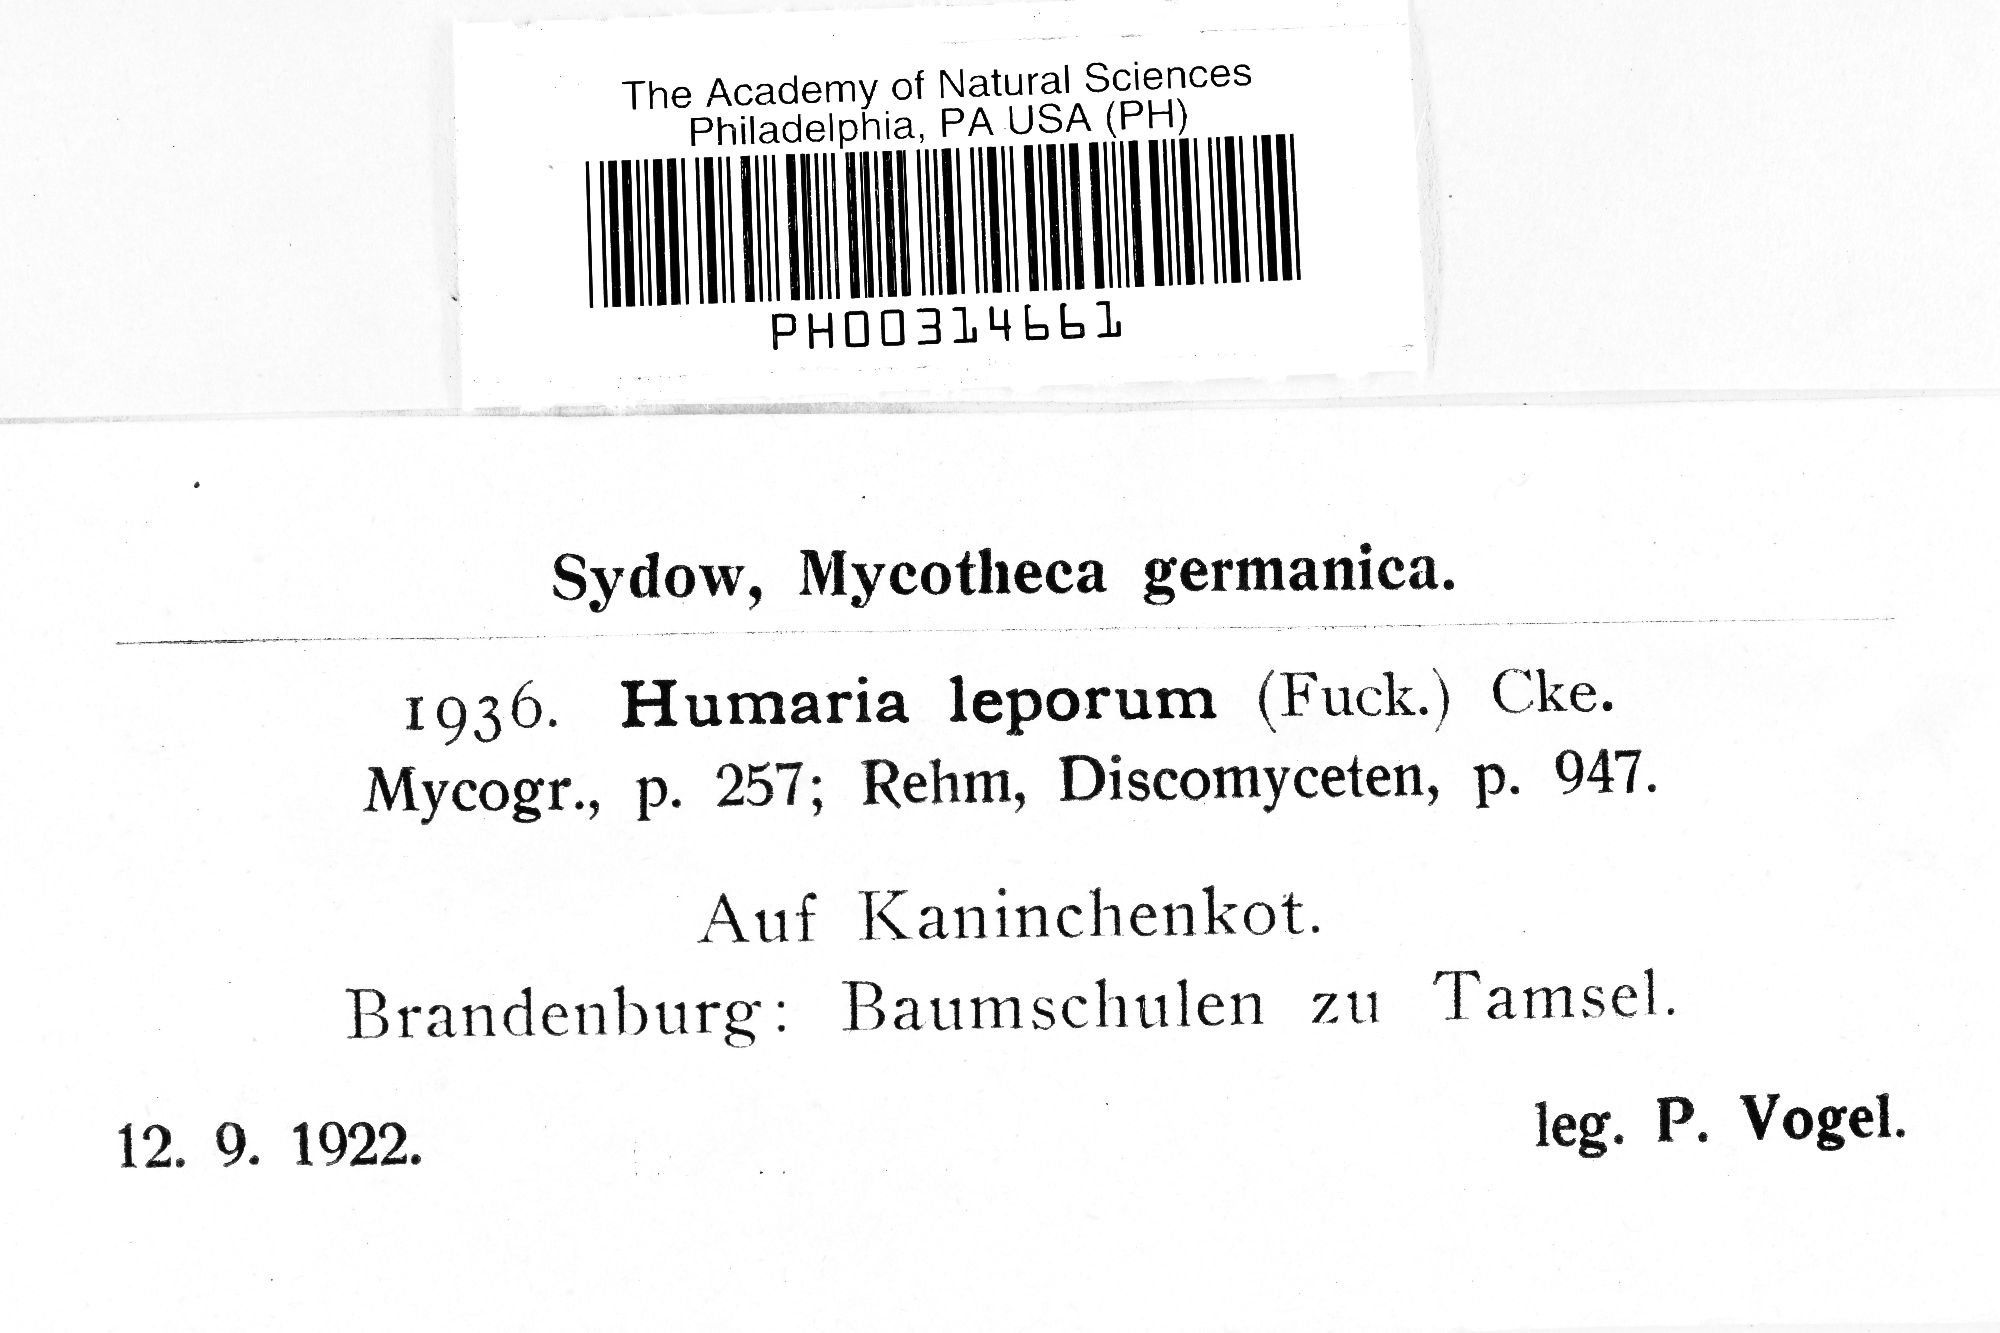 The Academy of Natural Sciences
Philadelphia, PA USA (PH)
PH00314661
Sydow, Mycotheca germanica.
1936. Humaria leporum (Fuck.) Cke.
Mycogr., p. 257; Rehm, Discomyceten, p. 947.
Auf Kaninchenkot.
Brandenburg: Baumschulen zu Tamsel.
12. 9. 1922.
leg. P. Vogel.